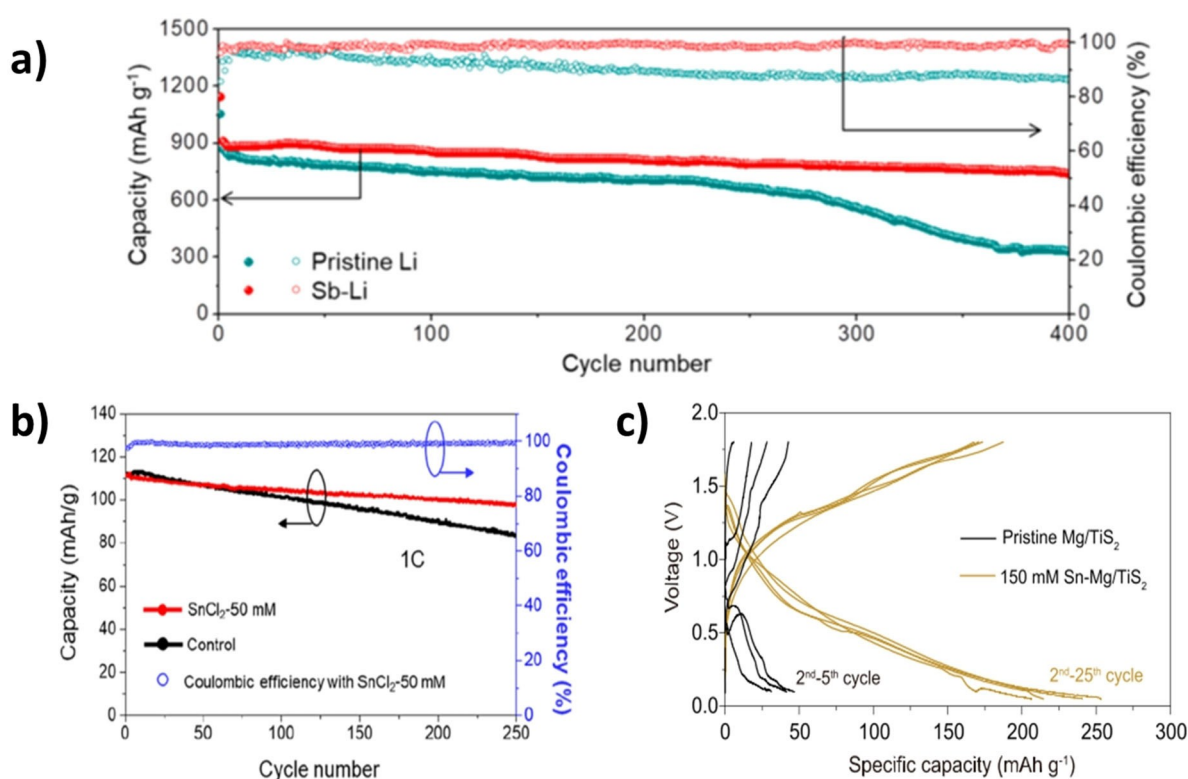 a)
1500
1200
900
600
300
0
Capacity (mAh g⁻¹)
100
80
60
40
20
0
Coulombic efficiency (%)
Pristine Li
Sb-Li
0
100
200
300
400
Cycle number
b)
140
120
100
80
60
40
20
0
Capacity (mAh/g)
100
80
60
40
20
0
Coulombic efficiency (%)
1C
SnCl₂-50 mM
Control
Coulombic efficiency with SnCl₂-50 mM
0
50
100
150
200
250
Cycle number
c)
2.0
1.5
1.0
0.5
0.0
Voltage (V)
Pristine Mg/TiS₂
150 mM Sn-Mg/TiS₂
2ⁿᵈ-5ᵗʰ cycle
2ⁿᵈ-25ᵗʰ cycle
0
50
100
150
200
300
Specific capacity (mAh g⁻¹)